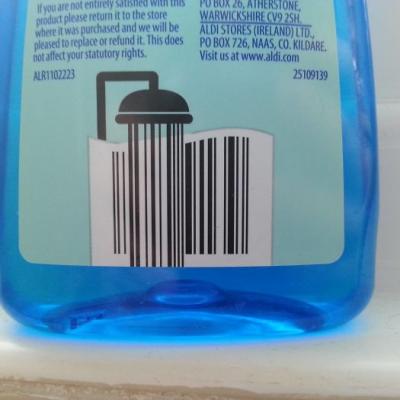 If you are not entirely satisfied with this
product please return it to the store
where it was purchased and we will be
pleased to replace or refund it. This does
not affect your statutory rights.
ALR1102223
PO BOX 26, ATHERSTONE,
WARWICKSHIRE CV9 2SH.
ALDI STORES (IRELAND) LTD.,
PO BOX 726, NAAS, CO. KILDARE.
Visit us at www.aldi.com
25109139